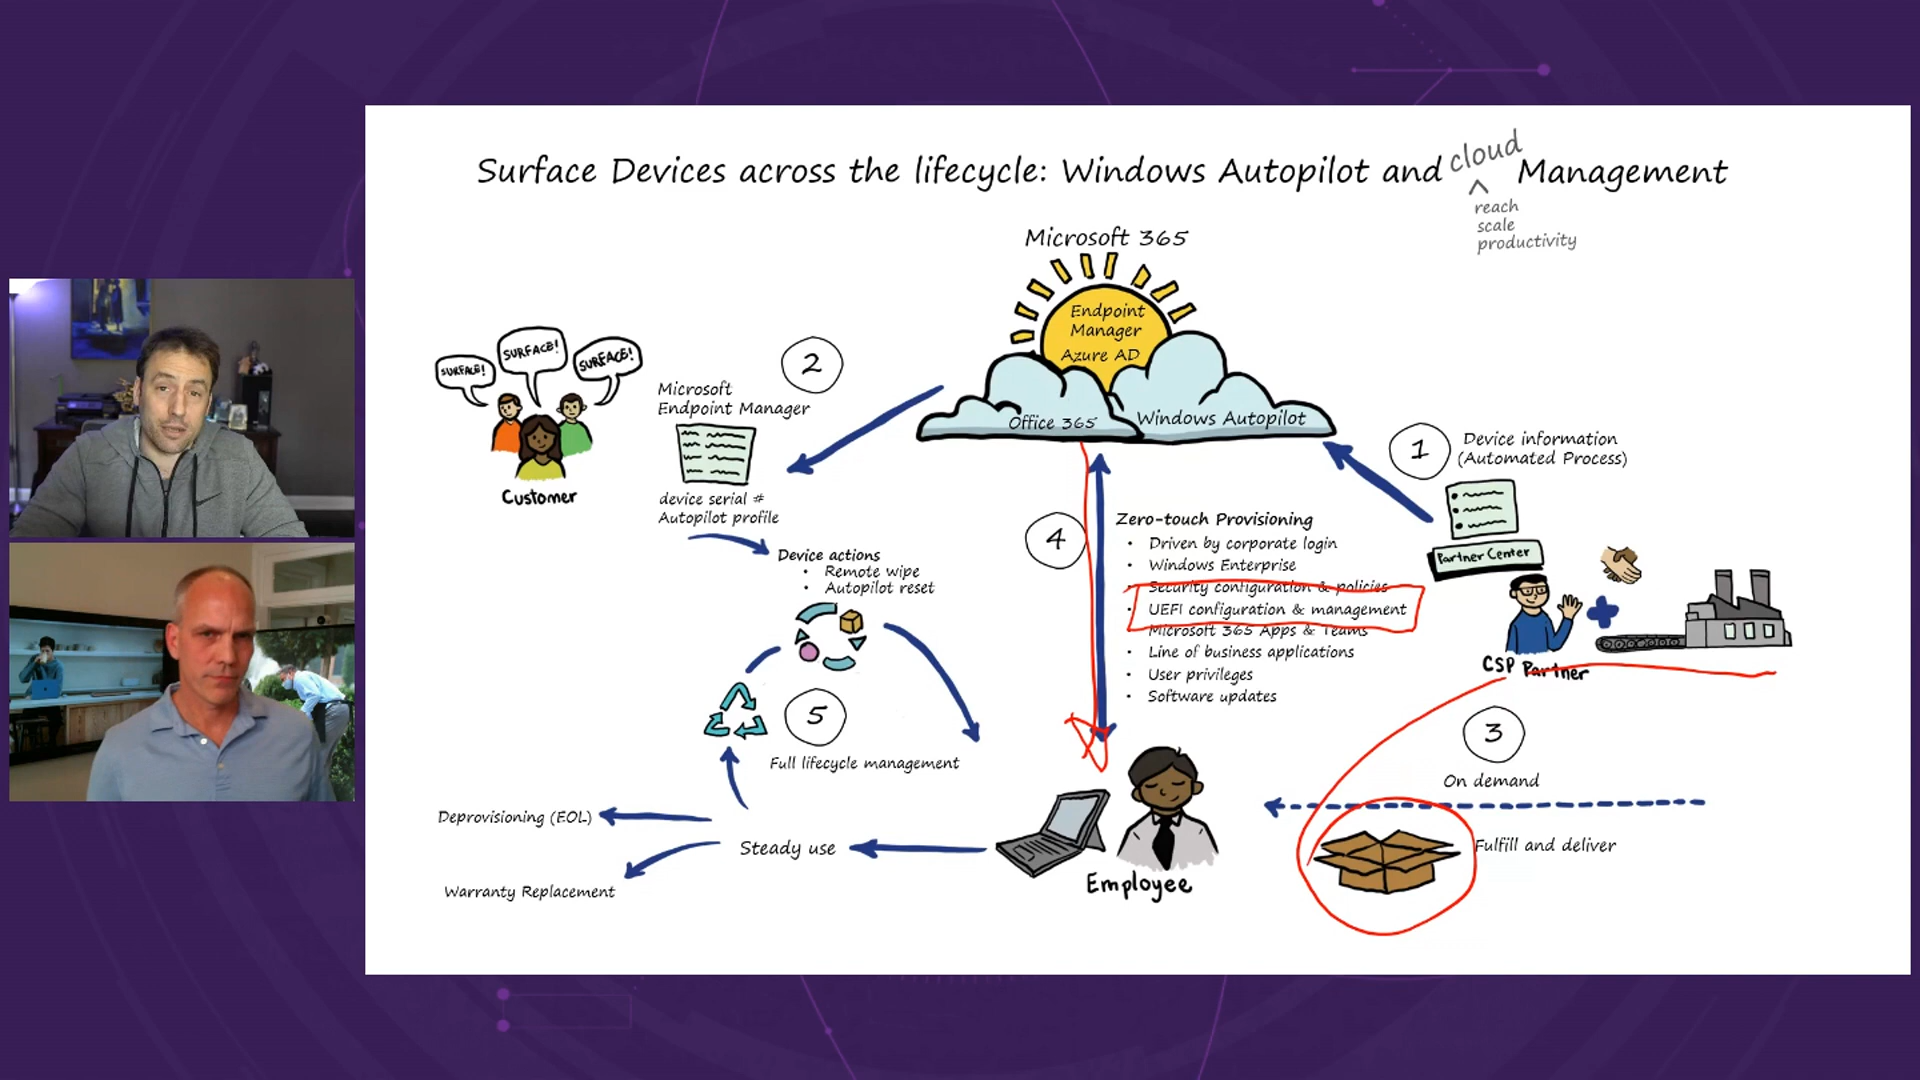 Surface Devices across the lifecycle: Windows Autopilot and cloud Management
^
reach
scale
productivity
Microsoft 365
Endpoint
Manager
Azure AD
Office 365
Windows Autopilot
SURFACE!
SURFACE!
SURFACE!
Customer
2
Microsoft
Endpoint Manager
device serial #
Autopilot profile
Device actions
• Remote wipe
• Autopilot reset
1
Device information
(Automated Process)
Partner Center
CSP Partner
4
Zero-touch Provisioning
• Driven by corporate login
• Windows Enterprise
• Security configuration & policies
• UEFI configuration & management
• Microsoft 365 Apps & Teams
• Line of business applications
• User privileges
• Software updates
3
On demand
Fulfill and deliver
5
Full lifecycle management
Deprovisioning (EOL)
Steady use
Warranty Replacement
Employee